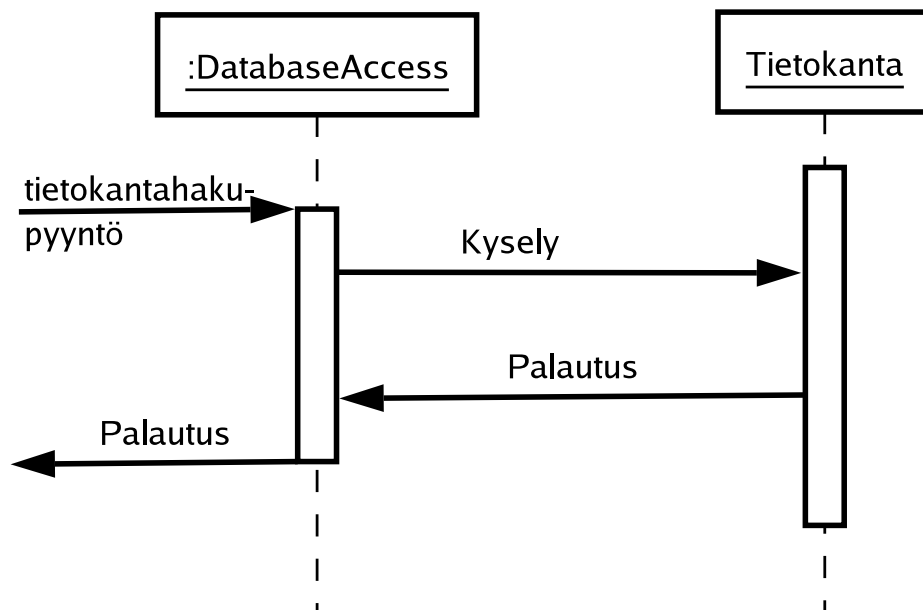 :DatabaseAccess
Tietokanta
tietokantahaku-
pyyntö
Kysely
Palautus
Palautus